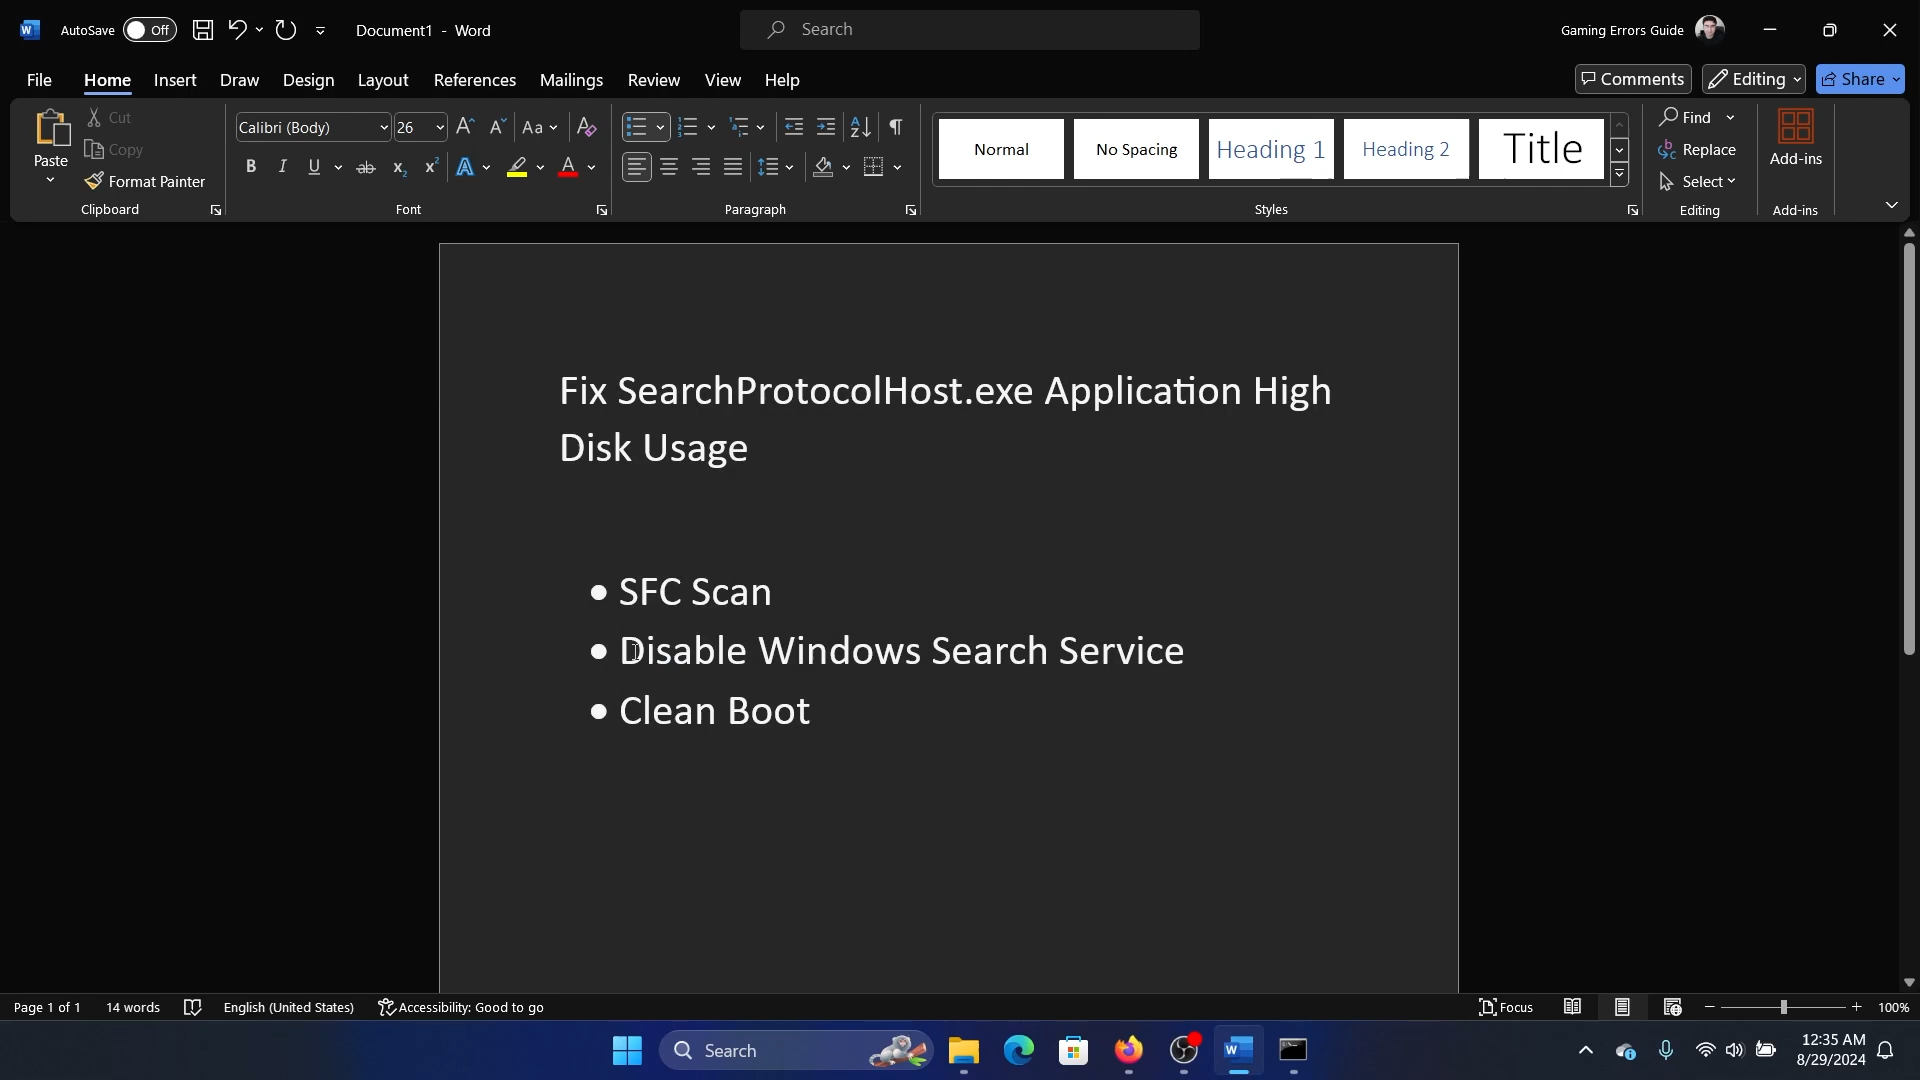 AutoSave Off Document1 - Word Search Gaming Errors Guide
File Home Insert Draw Design Layout References Mailings Review View Help Comments Editing Share
Paste Cut Copy Format Painter Clipboard
Calibri (Body) 26 Aa B I U ab x₂ x² A A Font
Paragraph
Normal No Spacing Heading 1 Heading 2 Title Styles
Find Replace Select Editing
Add-ins Add-ins
Fix SearchProtocolHost.exe Application High
Disk Usage
• SFC Scan
• Disable Windows Search Service
• Clean Boot
Page 1 of 1 14 words English (United States) Accessibility: Good to go Focus 100%
Search 12:35 AM
8/29/2024